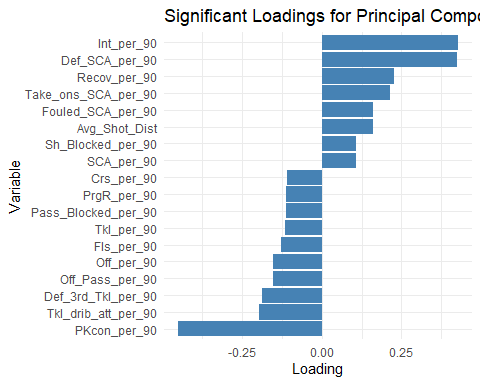 Significant Loadings for Principal Compo
Int_per_90
Def_SCA_per_90
Recov_per_90
Take_ons_SCA_per_90
Fouled_SCA_per_90
Avg_Shot_Dist
Sh_Blocked_per_90
SCA_per_90
Crs_per_90
PrgR_per_90
Pass_Blocked_per_90
Tkl_per_90
Fls_per_90
Off_per_90
Off_Pass_per_90
Def_3rd_Tkl_per_90
Tkl_drib_att_per_90
PKcon_per_90
Variable
-0.25 0.00 0.25
Loading